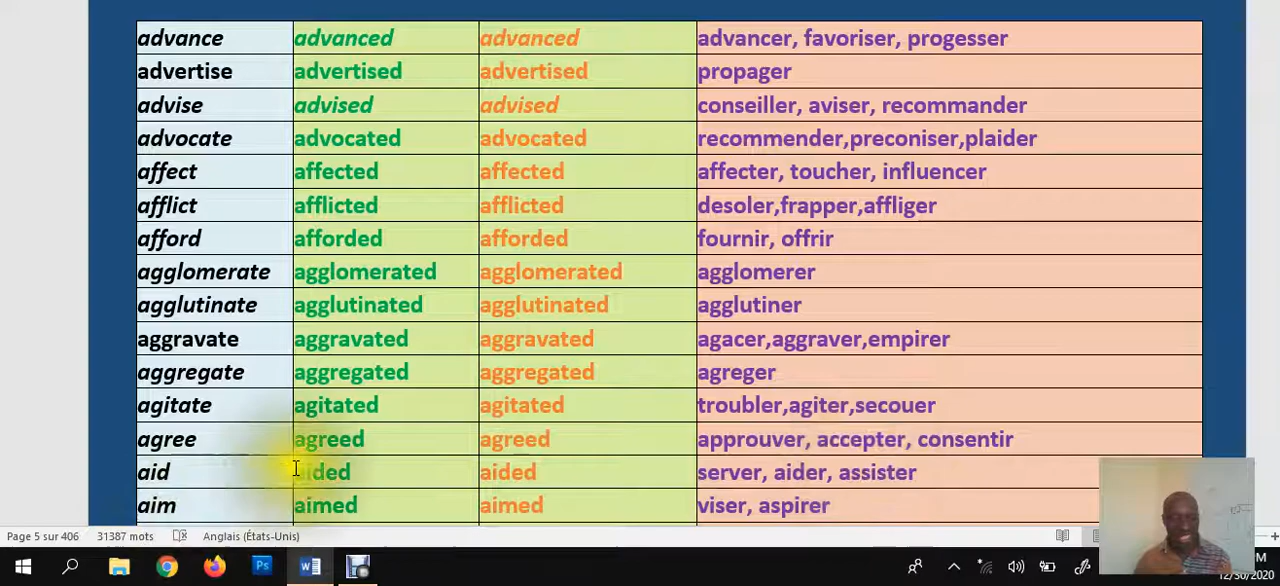 advance advanced advanced advancer, favoriser, progesser
advertise advertised advertised propager
advise advised advised conseiller, aviser, recommander
advocate advocated advocated recommender,preconiser,plaider
affect affected affected affecter, toucher, influencer
afflict afflicted afflicted desoler,frapper,affliger
afford afforded afforded fournir, offrir
agglomerate agglomerated agglomerated agglomerer
agglutinate agglutinated agglutinated agglutiner
aggravate aggravated aggravated agacer,aggraver,empirer
aggregate aggregated aggregated agreger
agitate agitated agitated troubler,agiter,secouer
agree agreed agreed approuver, accepter, consentir
aid aided aided server, aider, assister
aim aimed aimed viser, aspirer
Page 5 sur 406 31387 mots Anglais (États-Unis)
12/30/2020